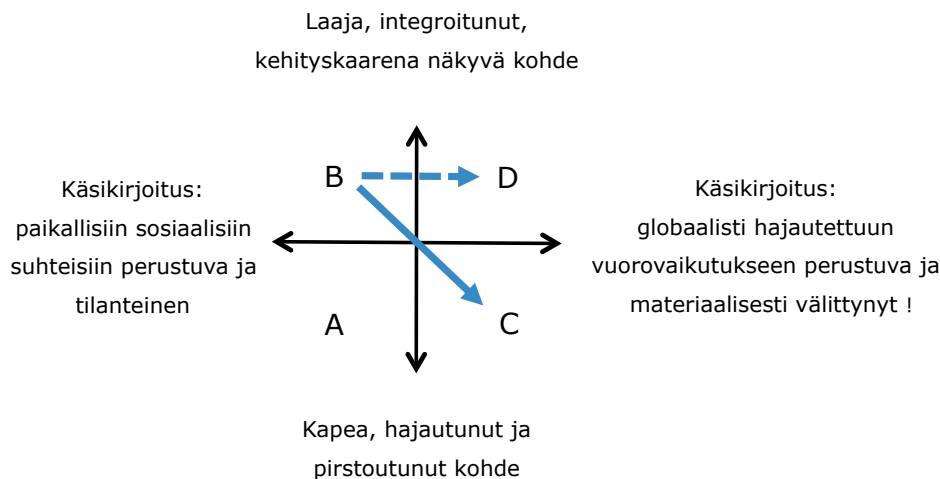 Laaja, integroitunut,
kehityskaarena näkyvä kohde
B
D
Käsikirjoitus:
paikallisiin sosiaalisiin
suhteisiin perustuva ja
tilanteinen
Käsikirjoitus:
globaalisti hajautettuun
vuorovaikutukseen perustuva ja
materiaalisesti välittynyt !
A
C
Kapea, hajautunut ja
pirstoutunut kohde